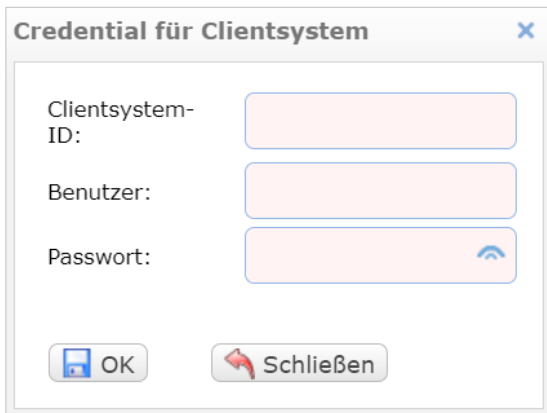 Credential für Clientsystem
Clientsystem-
ID:
Benutzer:
Passwort:
OK
Schließen